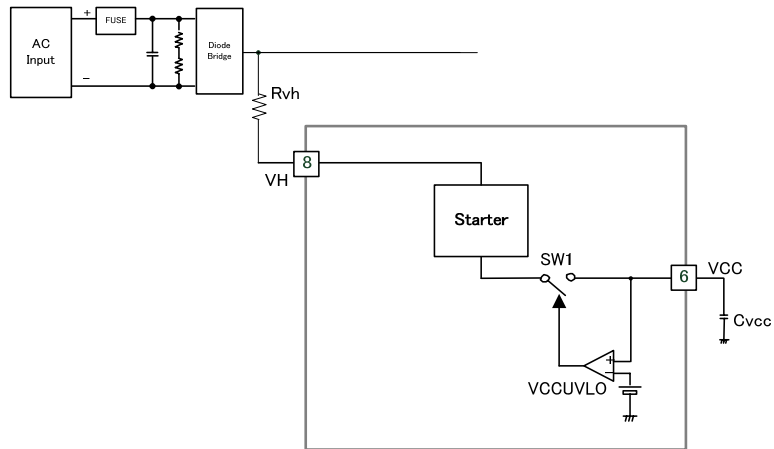 AC
Input
+
−
FUSE
Diode
Bridge
Rvh
8
VH
Starter
SW1
6
VCC
Cvcc
+
−
VCCUVLO